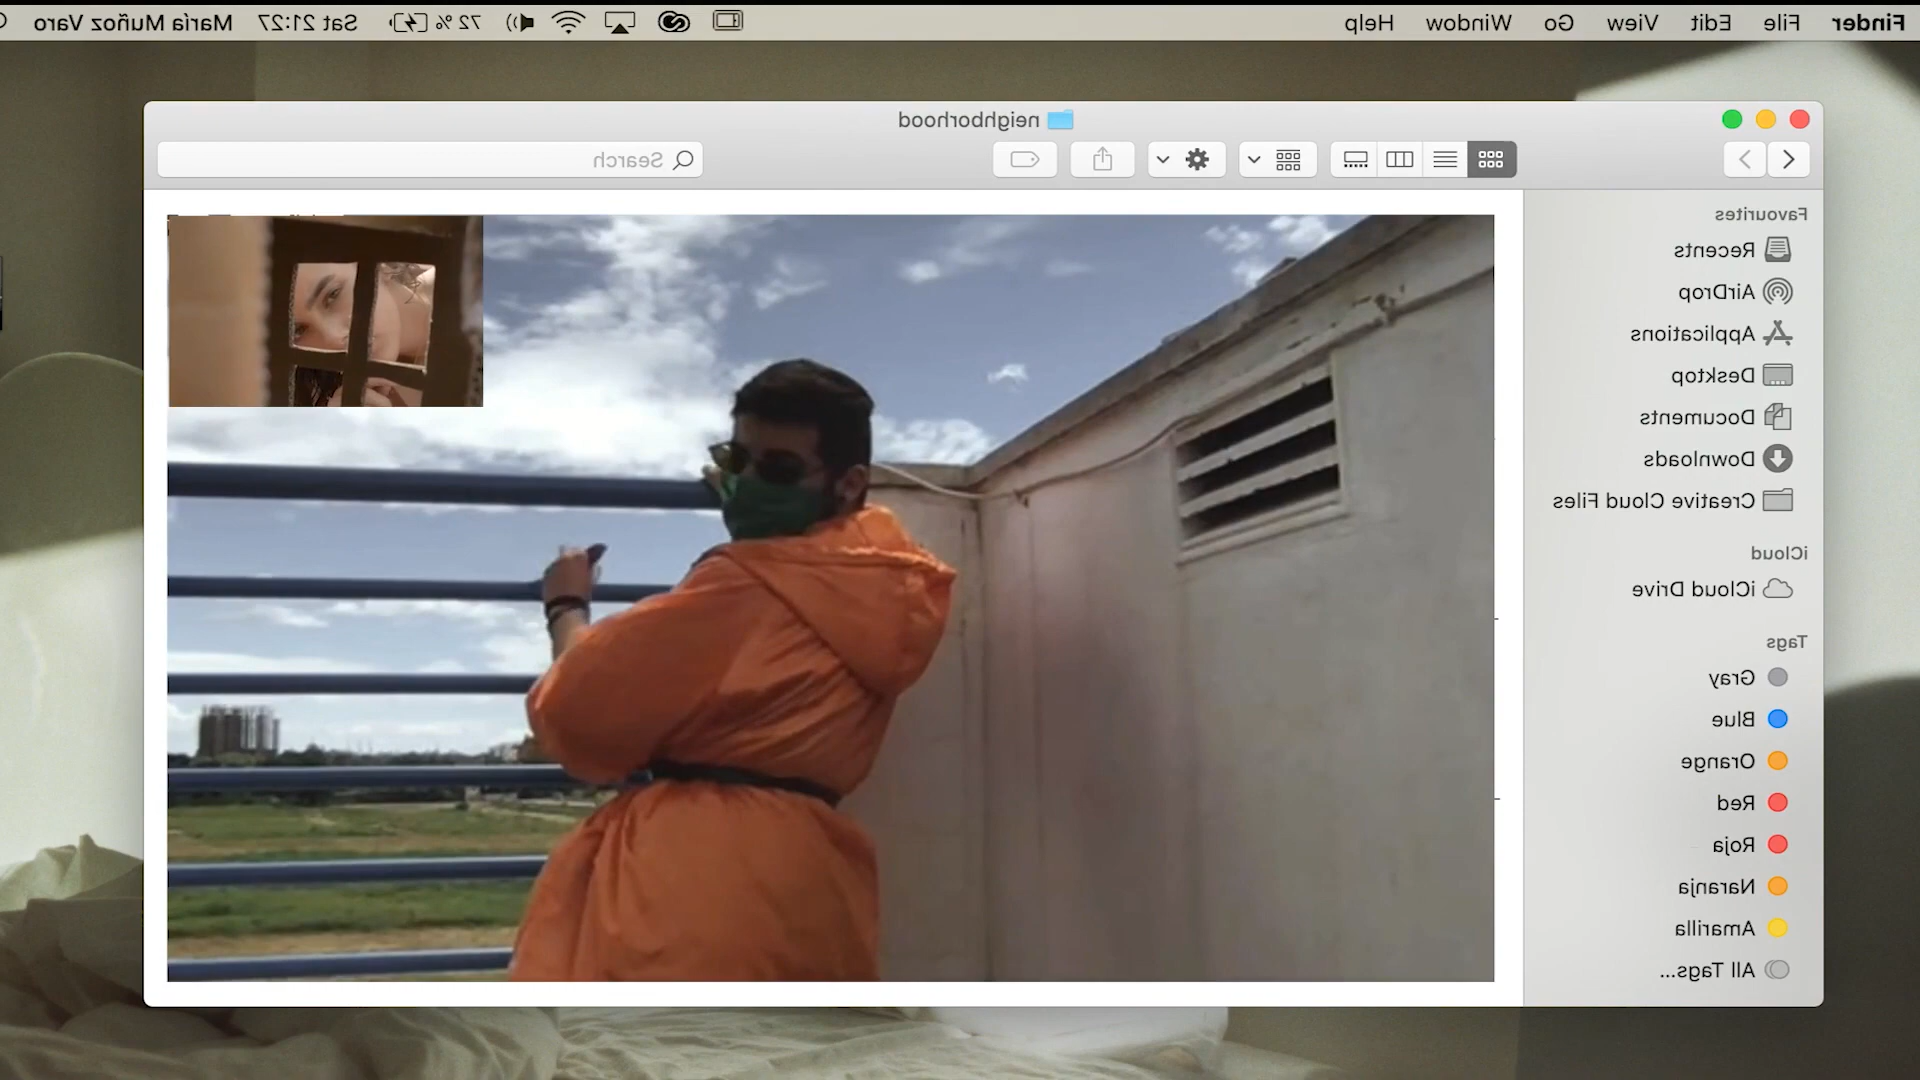 Finder File Edit View Go Window Help
72 % Sat 21:27 María Muñoz Varo
neighborhood
Search
Favourites
Recents
AirDrop
Applications
Desktop
Documents
Downloads
Creative Cloud Files
iCloud
iCloud Drive
Tags
Gray
Blue
Orange
Red
Roja
Naranja
Amarilla
All Tags...